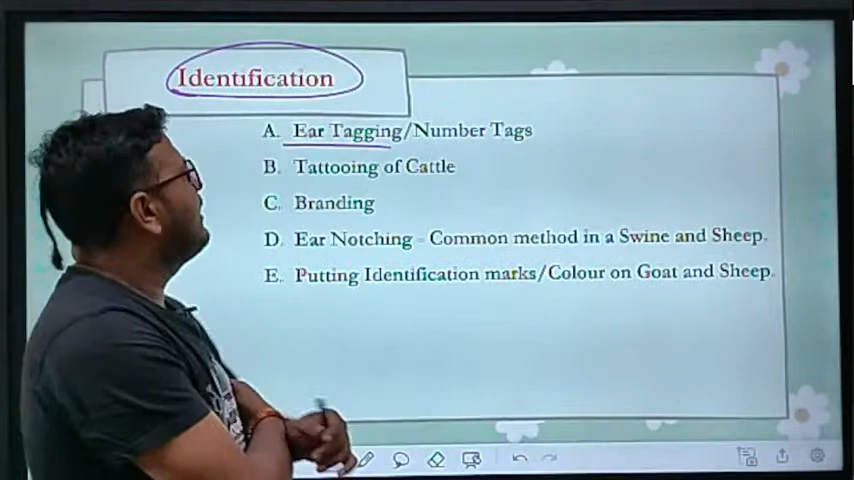 Identification
A. Ear Tagging/Number Tags
B. Tattooing of Cattle
C. Branding
D. Ear Notching - Common method in a Swine and Sheep.
E. Putting Identification marks/Colour on Goat and Sheep.